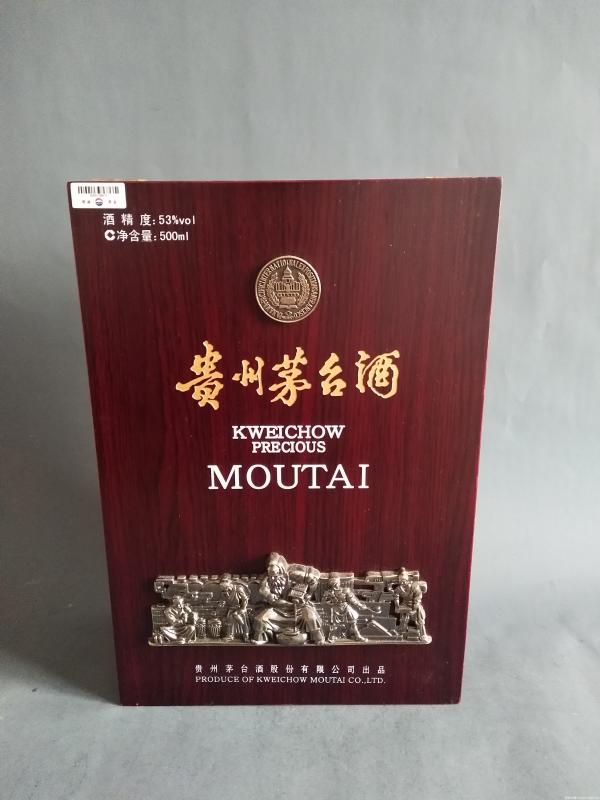 酒精度:53%vol
净含量:500ml
貴州茅台酒
KWEICHOW
PRECIOUS
MOUTAI
贵州茅台酒股份有限公司出品
PRODUCE OF KWEICHOW MOUTAI CO.,LTD.